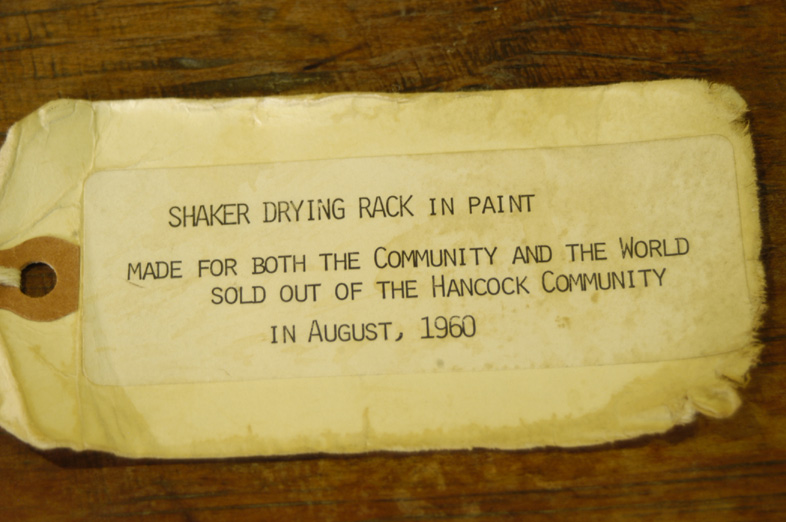 SHAKER DRYING RACK IN PAINT
MADE FOR BOTH THE COMMUNITY AND THE WORLD
SOLD OUT OF THE HANCOCK COMMUNITY
IN AUGUST, 1960